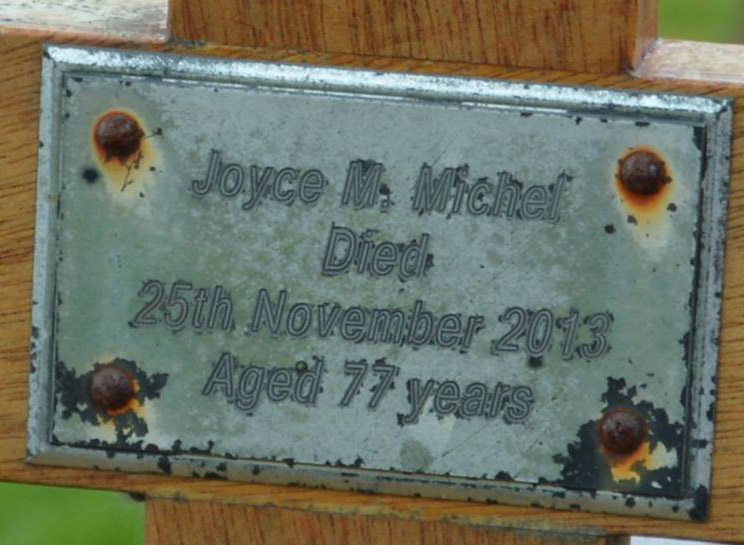 Joyce M. Michel
Died
25th November 2013
Aged 77 years